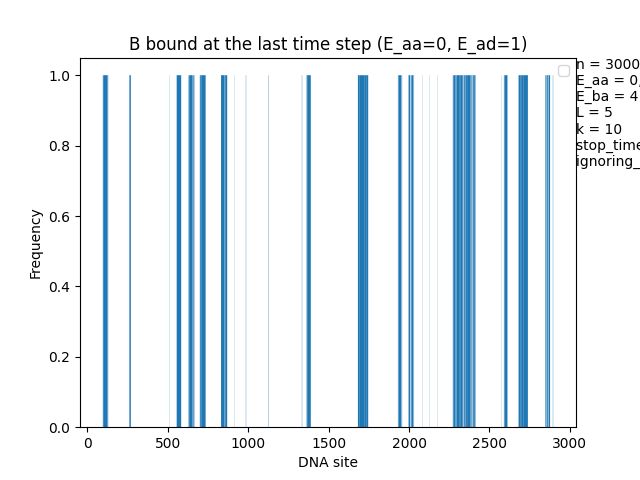 B bound at the last time step (E_aa=0, E_ad=1)
n = 3000
E_aa = 0,
E_ba = 4
L = 5
k = 10
stop_time
ignoring_
1.0
0.8
0.6
0.4
0.2
0.0
Frequency
0 500 1000 1500 2000 2500 3000
DNA site